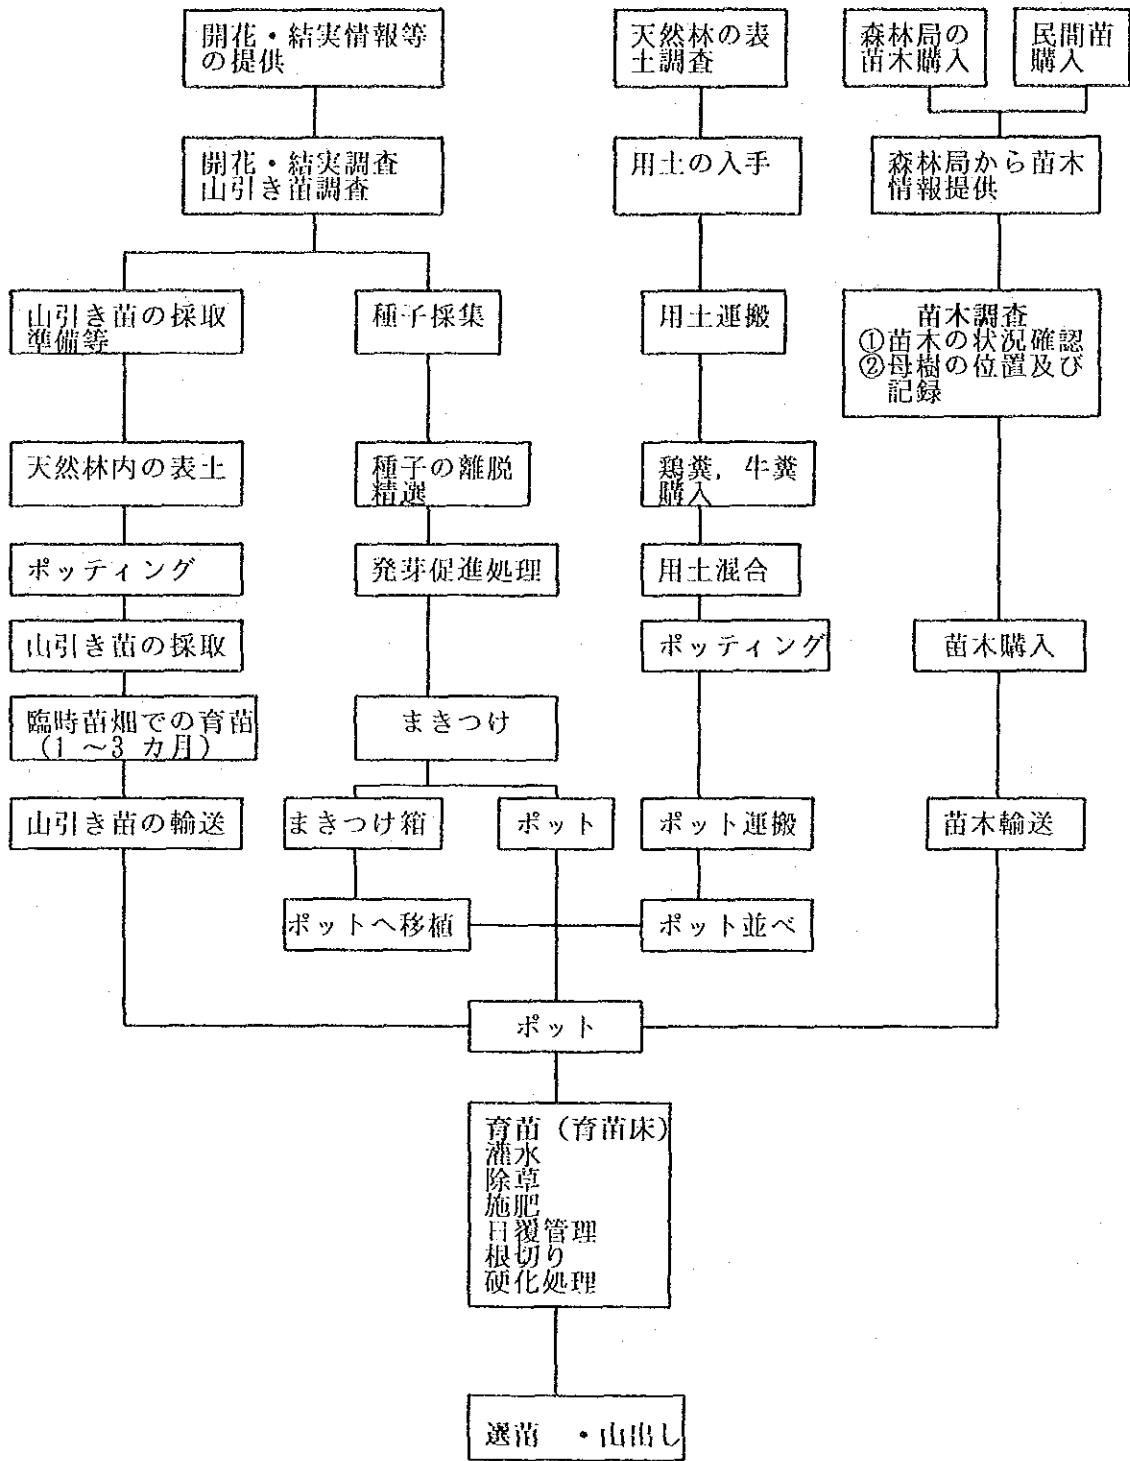 開花・結実情報等
の提供
天然林の表
土調査
森林局の
苗木購入
民間苗
購入
開花・結実調査
山引き苗調査
用土の入手
森林局から苗木
情報提供
山引き苗の採取
準備等
種子採集
用土運搬
苗木調査
①苗木の状況確認
②母樹の位置及び
記録
天然林内の表土
種子の離脱
精選
鶏糞, 牛糞
購入
ポッティング
発芽促進処理
用土混合
山引き苗の採取
ポッティング
苗木購入
臨時苗畑での育苗
(1 ~3 カ月)
まきつけ
山引き苗の輸送
まきつけ箱
ポット
ポット運搬
苗木輸送
ポットへ移植
ポット並べ
ポット
育苗 (育苗床)
灌水
除草
施肥
日覆管理
根切り
硬化処理
選苗 ・山出し